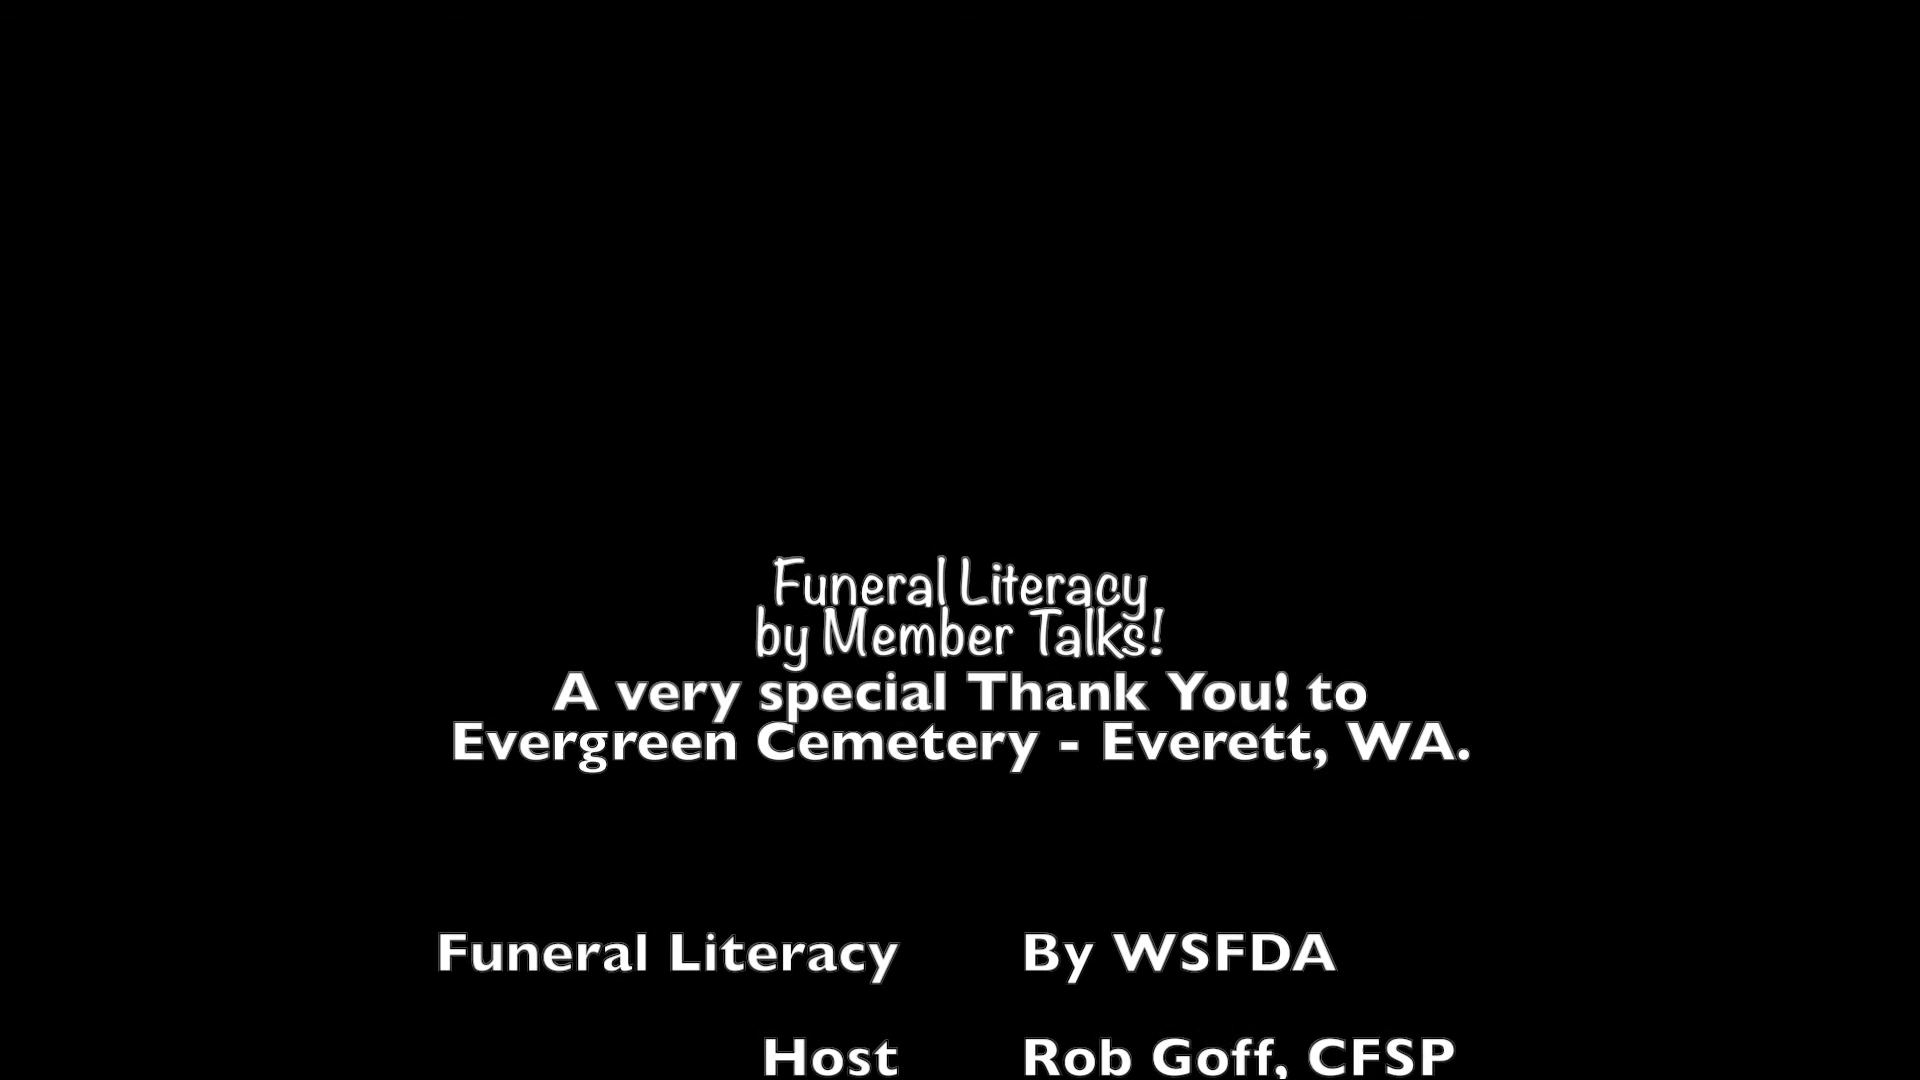 Funeral Literacy
by Member Talks!
A very special Thank You! to
Evergreen Cemetery - Everett, WA.
Funeral Literacy By WSFDA
Host Rob Goff, CFSP